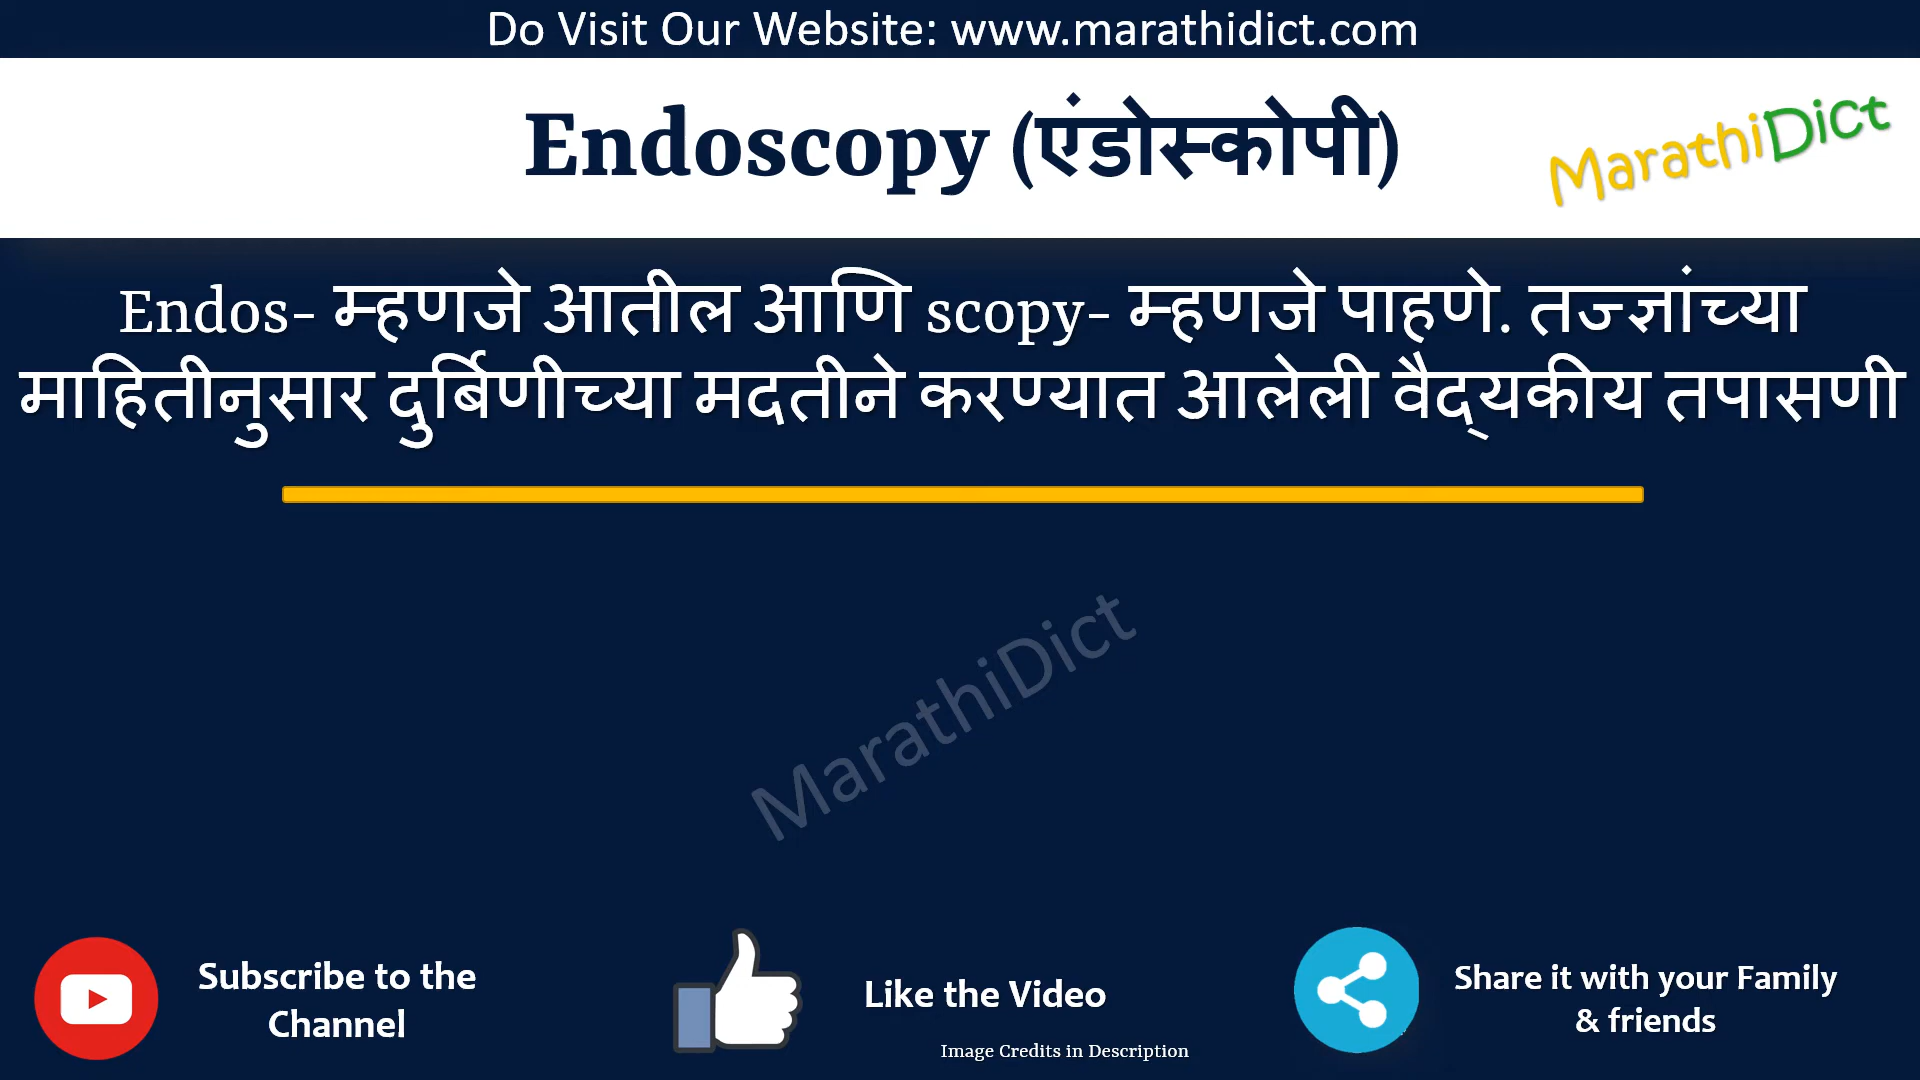 Do Visit Our Website: www.marathidict.com
Endoscopy (एंडोस्कोपी)
MarathiDict
Endos- म्हणजे आतील आणि scopy- म्हणजे पाहणे. तज्ज्ञांच्या
माहितीनुसार दुर्बिणीच्या मदतीने करण्यात आलेली वैद्‌यकीय तपासणी
MarathiDict
Subscribe to the
Channel
Like the Video
Share it with your Family
& friends
Image Credits in Description